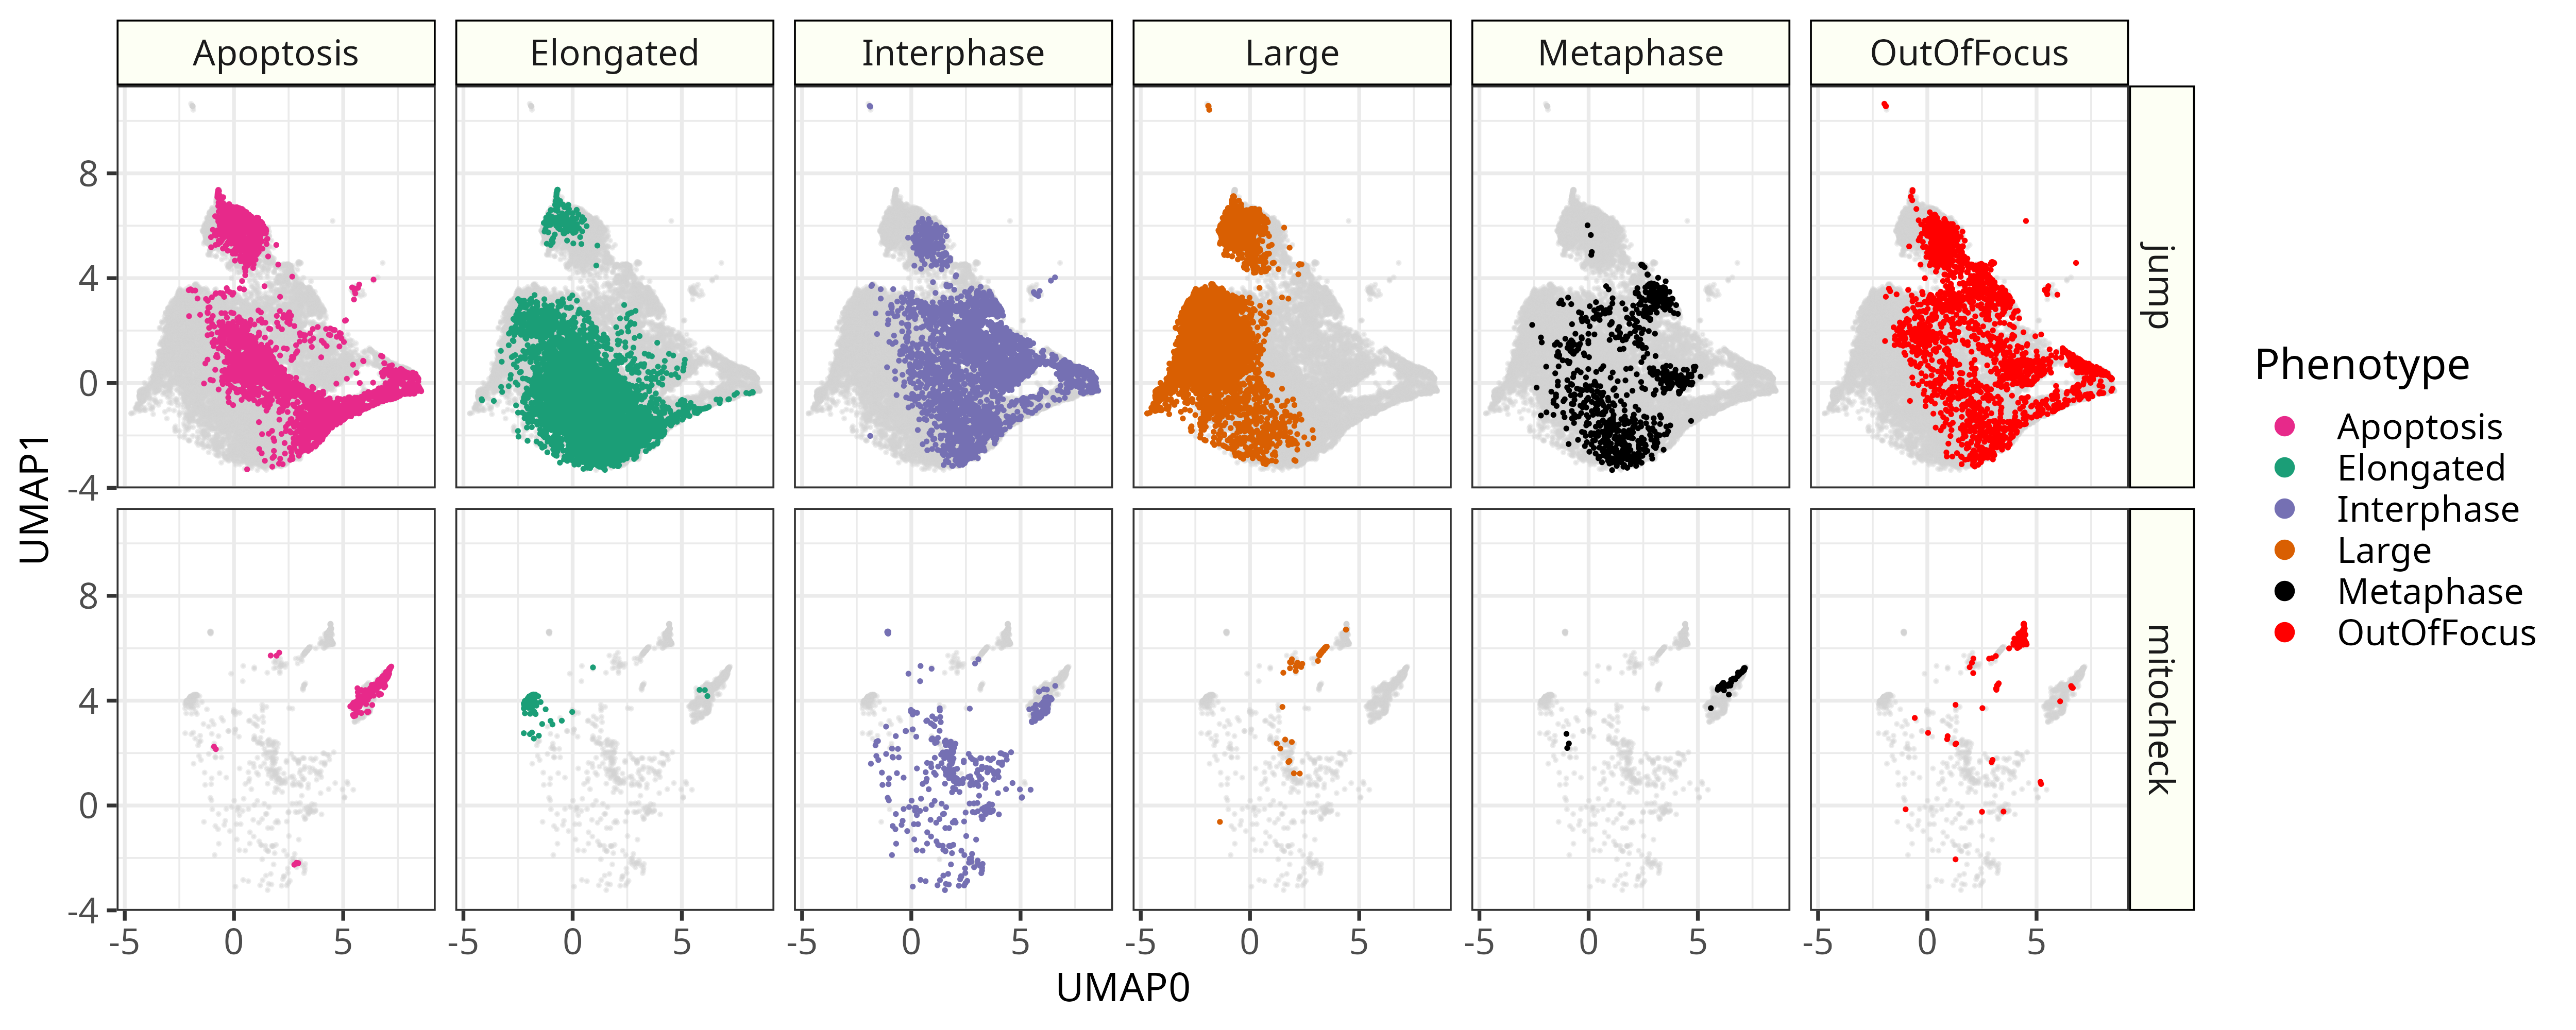 Apoptosis Elongated Interphase Large Metaphase OutOfFocus
8
4
0
-4
jump
8
4
0
-4
mitocheck
-5 0 5 -5 0 5 -5 0 5 -5 0 5 -5 0 5 -5 0 5
UMAP0
UMAP1
Phenotype
Apoptosis
Elongated
Interphase
Large
Metaphase
OutOfFocus